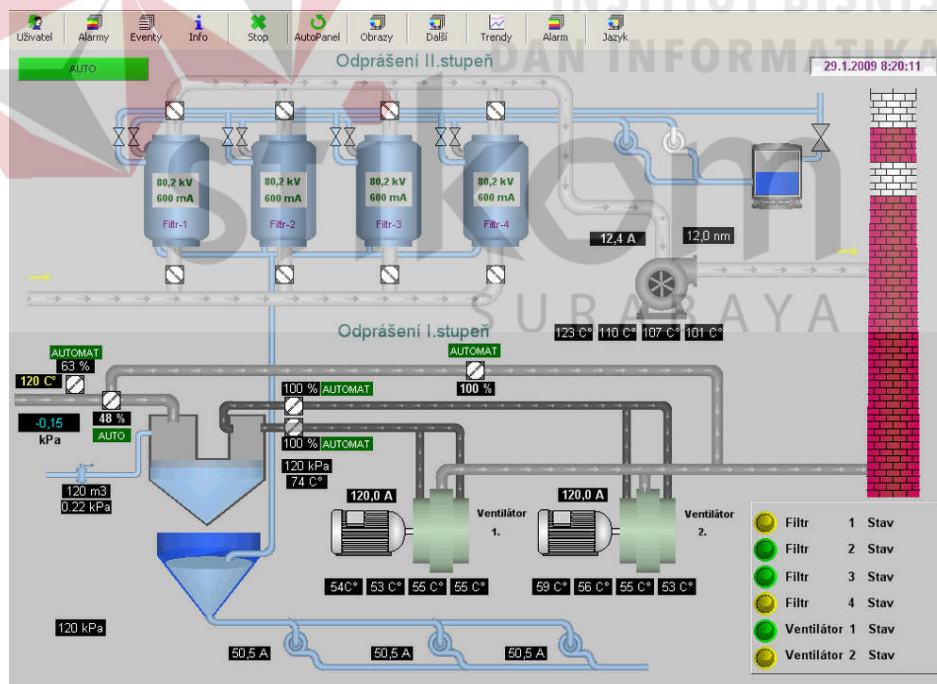 INSTITUT BISNIS
DAN INFORMATIKA
stikom
SURABAYA
Uživatel Alarmy Eventy Info Stop AutoPanel Obrazy Další Trendy Alarm Jazyk
AUTO
Odprášení II.stupeň
29.1.2009 8:20:11
80,2 kV 80,2 kV 80,2 kV 80,2 kV
600 mA 600 mA 600 mA 600 mA
Filtr-1 Filtr-2 Filtr-3 Filtr-4
12,4 A 12,0 nm
123 C° 110 C° 107 C° 101 C°
Odprášení I.stupeň
AUTOMAT
63 %
120 C°
48 %
AUTO
-0,15
kPa
AUTOMAT
100 %
100 % AUTOMAT
100 % AUTOMAT
120 kPa
74 C°
120 m3
0.22 kPa
120,0 A
Ventilátor
1.
54C° 53 C° 55 C° 55 C°
120,0 A
Ventilátor
2.
59 C° 56 C° 55 C° 53 C°
120 kPa
50,5 A 50,5 A 50,5 A
Filtr 1 Stav
Filtr 2 Stav
Filtr 3 Stav
Filtr 4 Stav
Ventilátor 1 Stav
Ventilátor 2 Stav